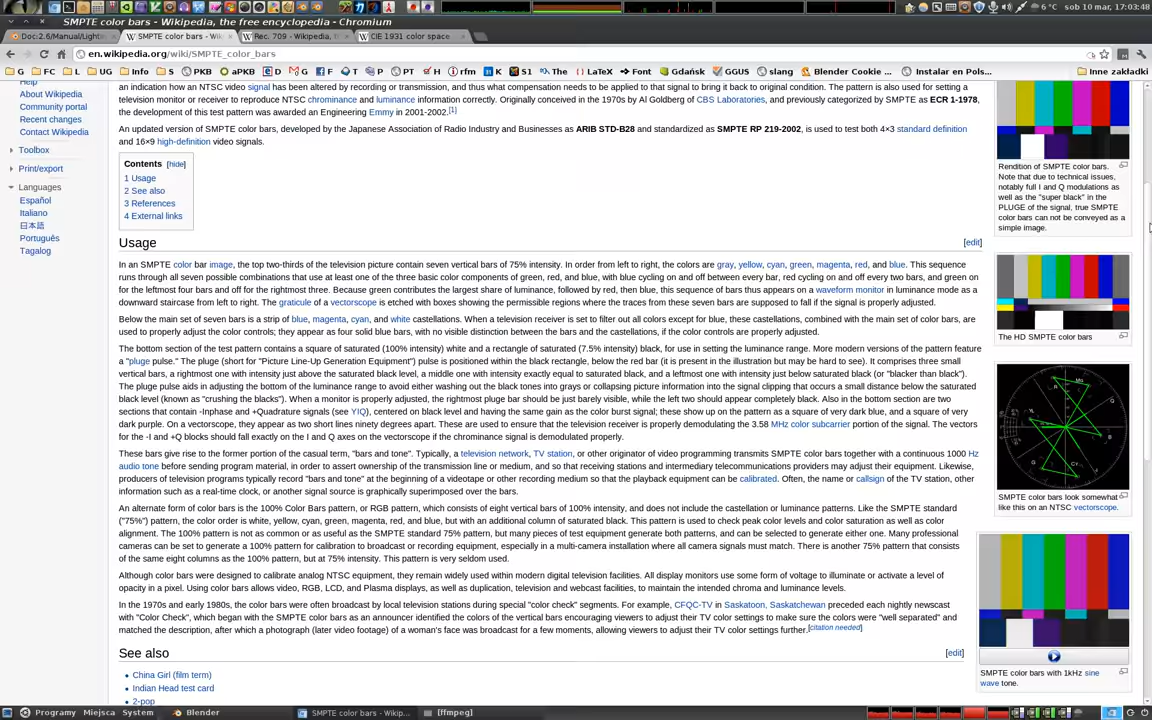 6 °C sob 10 mar, 17:03:48
SMPTE color bars - Wikipedia, the free encyclopedia - Chromium
Doc:2.6/Manual/Lighti
SMPTE color bars - Wiki
Rec. 709 - Wikipedia, th
CIE 1931 color space
en.wikipedia.org/wiki/SMPTE_color_bars
G FC L UG Info S PKB aPKB D G F T P PT H rfm K S1 The LaTeX Font Gdańsk GGUS slang Blender Cookie ... Instalar en Pols... Inne zakładki
Help
About Wikipedia
Community portal
Recent changes
Contact Wikipedia
Toolbox
Print/export
Languages
Español
Italiano
日本語
Português
Tagalog
an indication how an NTSC video signal has been altered by recording or transmission, and thus what compensation needs to be applied to that signal to bring it back to original condition. The pattern is also used for setting a
television monitor or receiver to reproduce NTSC chrominance and luminance information correctly. Originally conceived in the 1970s by Al Goldberg of CBS Laboratories, and previously categorized by SMPTE as ECR 1-1978,
the development of this test pattern was awarded an Engineering Emmy in 2001-2002.[1]
An updated version of SMPTE color bars, developed by the Japanese Association of Radio Industry and Businesses as ARIB STD-B28 and standardized as SMPTE RP 219-2002, is used to test both 4×3 standard definition
and 16×9 high-definition video signals.
Contents [hide]
1 Usage
2 See also
3 References
4 External links
Usage [edit]
In an SMPTE color bar image, the top two-thirds of the television picture contain seven vertical bars of 75% intensity. In order from left to right, the colors are gray, yellow, cyan, green, magenta, red, and blue. This sequence
runs through all seven possible combinations that use at least one of the three basic color components of green, red, and blue, with blue cycling on and off between every bar, red cycling on and off every two bars, and green on
for the leftmost four bars and off for the rightmost three. Because green contributes the largest share of luminance, followed by red, then blue, this sequence of bars thus appears on a waveform monitor in luminance mode as a
downward staircase from left to right. The graticule of a vectorscope is etched with boxes showing the permissible regions where the traces from these seven bars are supposed to fall if the signal is properly adjusted.
Below the main set of seven bars is a strip of blue, magenta, cyan, and white castellations. When a television receiver is set to filter out all colors except for blue, these castellations, combined with the main set of color bars, are
used to properly adjust the color controls; they appear as four solid blue bars, with no visible distinction between the bars and the castellations, if the color controls are properly adjusted.
The bottom section of the test pattern contains a square of saturated (100% intensity) white and a rectangle of saturated (7.5% intensity) black, for use in setting the luminance range. More modern versions of the pattern feature
a "pluge pulse." The pluge (short for "Picture Line-Up Generation Equipment") pulse is positioned within the black rectangle, below the red bar (it is present in the illustration but may be hard to see). It comprises three small
vertical bars, a rightmost one with intensity just above the saturated black level, a middle one with intensity exactly equal to saturated black, and a leftmost one with intensity just below saturated black (or "blacker than black").
The pluge pulse aids in adjusting the bottom of the luminance range to avoid either washing out the black tones into grays or collapsing picture information into the signal clipping that occurs a small distance below the saturated
black level (known as "crushing the blacks"). When a monitor is properly adjusted, the rightmost pluge bar should be just barely visible, while the left two should appear completely black. Also in the bottom section are two
sections that contain -Inphase and +Quadrature signals (see YIQ), centered on black level and having the same gain as the color burst signal; these show up on the pattern as a square of very dark blue, and a square of very
dark purple. On a vectorscope, they appear as two short lines ninety degrees apart. These are used to ensure that the television receiver is properly demodulating the 3.58 MHz color subcarrier portion of the signal. The vectors
for the -I and +Q blocks should fall exactly on the I and Q axes on the vectorscope if the chrominance signal is demodulated properly.
These bars give rise to the former portion of the casual term, "bars and tone". Typically, a television network, TV station, or other originator of video programming transmits SMPTE color bars together with a continuous 1000 Hz
audio tone before sending program material, in order to assert ownership of the transmission line or medium, and so that receiving stations and intermediary telecommunications providers may adjust their equipment. Likewise,
producers of television programs typically record "bars and tone" at the beginning of a videotape or other recording medium so that the playback equipment can be calibrated. Often, the name or callsign of the TV station, other
information such as a real-time clock, or another signal source is graphically superimposed over the bars.
An alternate form of color bars is the 100% Color Bars pattern, or RGB pattern, which consists of eight vertical bars of 100% intensity, and does not include the castellation or luminance patterns. Like the SMPTE standard
("75%") pattern, the color order is white, yellow, cyan, green, magenta, red, and blue, but with an additional column of saturated black. This pattern is used to check peak color levels and color saturation as well as color
alignment. The 100% pattern is not as common or as useful as the SMPTE standard 75% pattern, but many pieces of test equipment generate both patterns, and can be selected to generate either one. Many professional
cameras can be set to generate a 100% pattern for calibration to broadcast or recording equipment, especially in a multi-camera installation where all camera signals must match. There is another 75% pattern that consists
of the same eight columns as the 100% pattern, but at 75% intensity. This pattern is very seldom used.
Although color bars were designed to calibrate analog NTSC equipment, they remain widely used within modern digital television facilities. All display monitors use some form of voltage to illuminate or activate a level of
opacity in a pixel. Using color bars allows video, RGB, LCD, and Plasma displays, as well as duplication, television and webcast facilities, to maintain the intended chroma and luminance levels.
In the 1970s and early 1980s, the color bars were often broadcast by local television stations during special "color check" segments. For example, CFQC-TV in Saskatoon, Saskatchewan preceded each nightly newscast
with "Color Check", which began with the SMPTE color bars as an announcer identified the colors of the vertical bars encouraging viewers to adjust their TV color settings to make sure the colors were "well separated" and
matched the description, after which a photograph (later video footage) of a woman's face was broadcast for a few moments, allowing viewers to adjust their TV color settings further.[citation needed]
See also [edit]
China Girl (film term)
Indian Head test card
2-pop
Rendition of SMPTE color bars.
Note that due to technical issues,
notably full I and Q modulations as
well as the "super black" in the
PLUGE of the signal, true SMPTE
color bars can not be conveyed as a
simple image.
The HD SMPTE color bars
SMPTE color bars look somewhat
like this on an NTSC vectorscope.
SMPTE color bars with 1kHz sine
wave tone.
Programy Miejsca System Blender SMPTE color bars - Wikip... [ffmpeg]